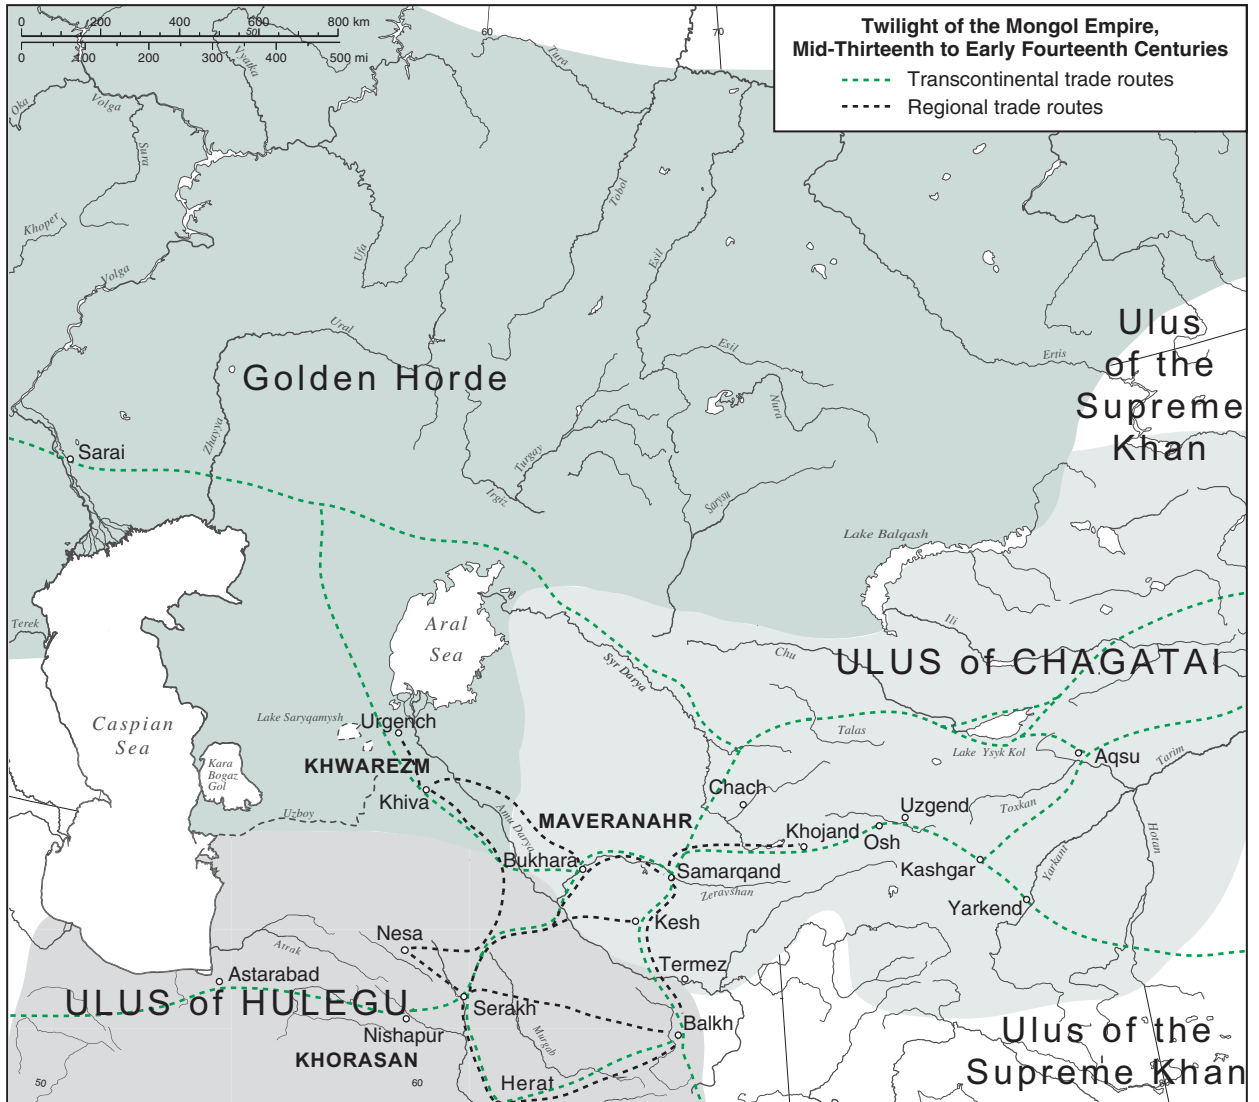 0 200 400 600 800 km
0 100 200 300 400 500 mi
50
60
70
Twilight of the Mongol Empire,
Mid-Thirteenth to Early Fourteenth Centuries
Transcontinental trade routes
Regional trade routes
Oka
Volga
Vyatka
Tura
Sura
Tobol
Khoper
Ufa
Esil
Volga
Ural
Ulus
of the
Supreme
Khan
Esil
Ertis
Golden Horde
Nura
Zhayya
Sarai
Turgay
Irgiz
Sarysu
Lake Balqash
Terek
Aral
Sea
Ili
Syr Darya
Chu
ULUS of CHAGATAI
Caspian
Sea
Lake Saryqamysh
Urgench
Talas
Lake Ysyk Kol
Aqsu
Tarim
Kara
Bogaz
Gol
KHWAREZM
Khiva
Chach
Uzboy
Amu Darya
MAVERANAHR
Uzgend
Toxkan
Khojand
Osh
Hotan
Bukhara
Samarqand
Kashgar
Yarkant
Zeravshan
Yarkend
Kesh
Nesa
Atrak
Termez
Astarabad
ULUS of HULEGU
Serakh
Nishapur
Murgab
Balkh
KHORASAN
Ulus of the
Supreme Khan
Herat
50
60
80